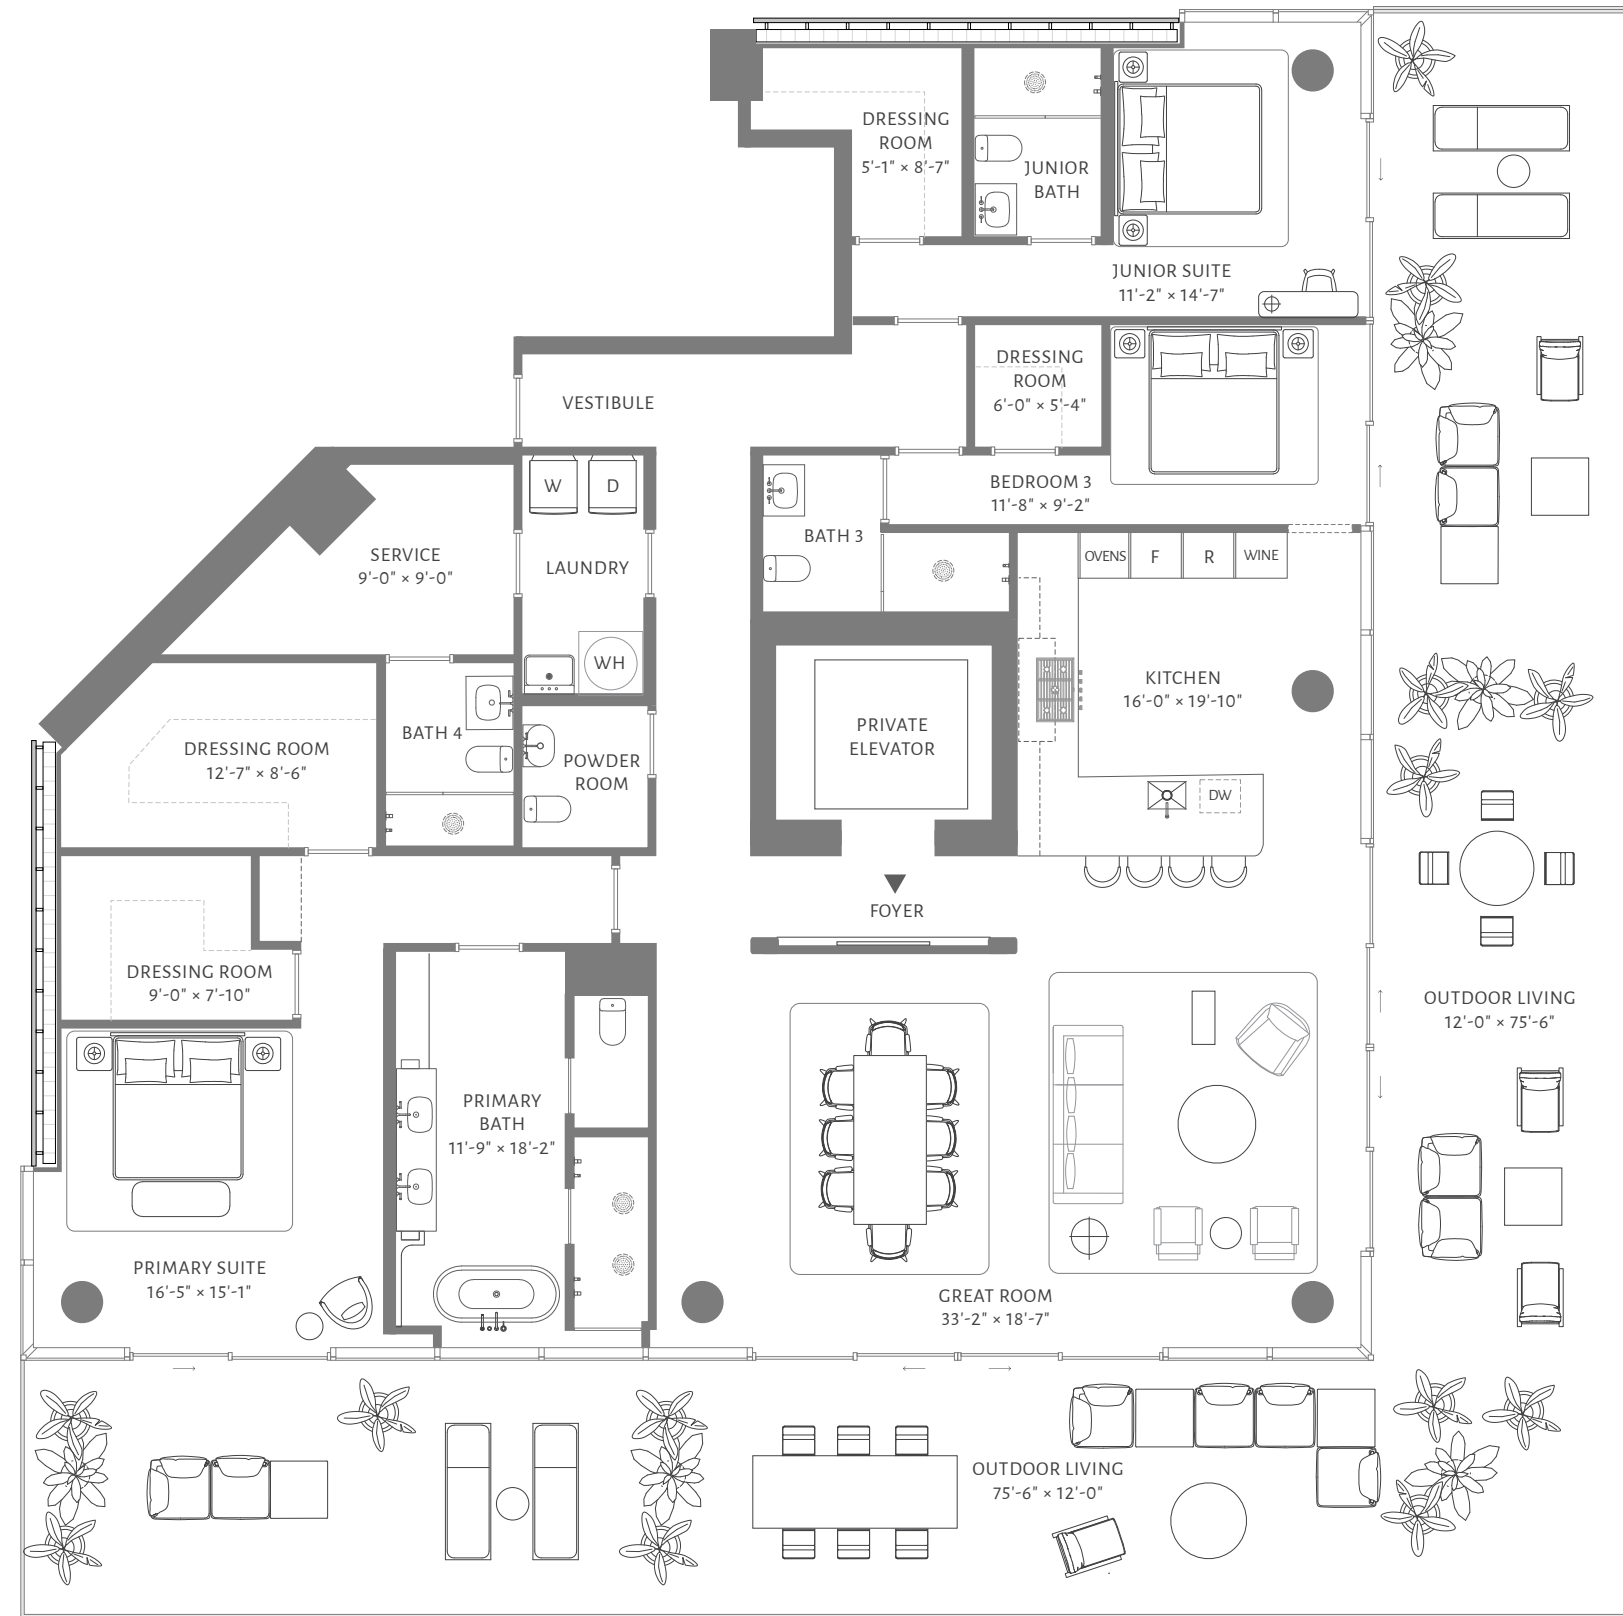 DRESSING
ROOM
5'-1" × 8'-7"
JUNIOR
BATH
JUNIOR SUITE
11'-2" × 14'-7"
DRESSING
ROOM
6'-0" × 5'-4"
VESTIBULE
BEDROOM 3
11'-8" × 9'-2"
W
D
BATH 3
SERVICE
9'-0" × 9'-0"
LAUNDRY
OVENS
F
R
WINE
WH
KITCHEN
16'-0" × 19'-10"
PRIVATE
ELEVATOR
BATH 4
DRESSING ROOM
12'-7" × 8'-6"
POWDER
ROOM
DW
FOYER
DRESSING ROOM
9'-0" × 7'-10"
OUTDOOR LIVING
12'-0" × 75'-6"
PRIMARY
BATH
11'-9" × 18'-2"
PRIMARY SUITE
16'-5" × 15'-1"
GREAT ROOM
33'-2" × 18'-7"
OUTDOOR LIVING
75'-6" × 12'-0"